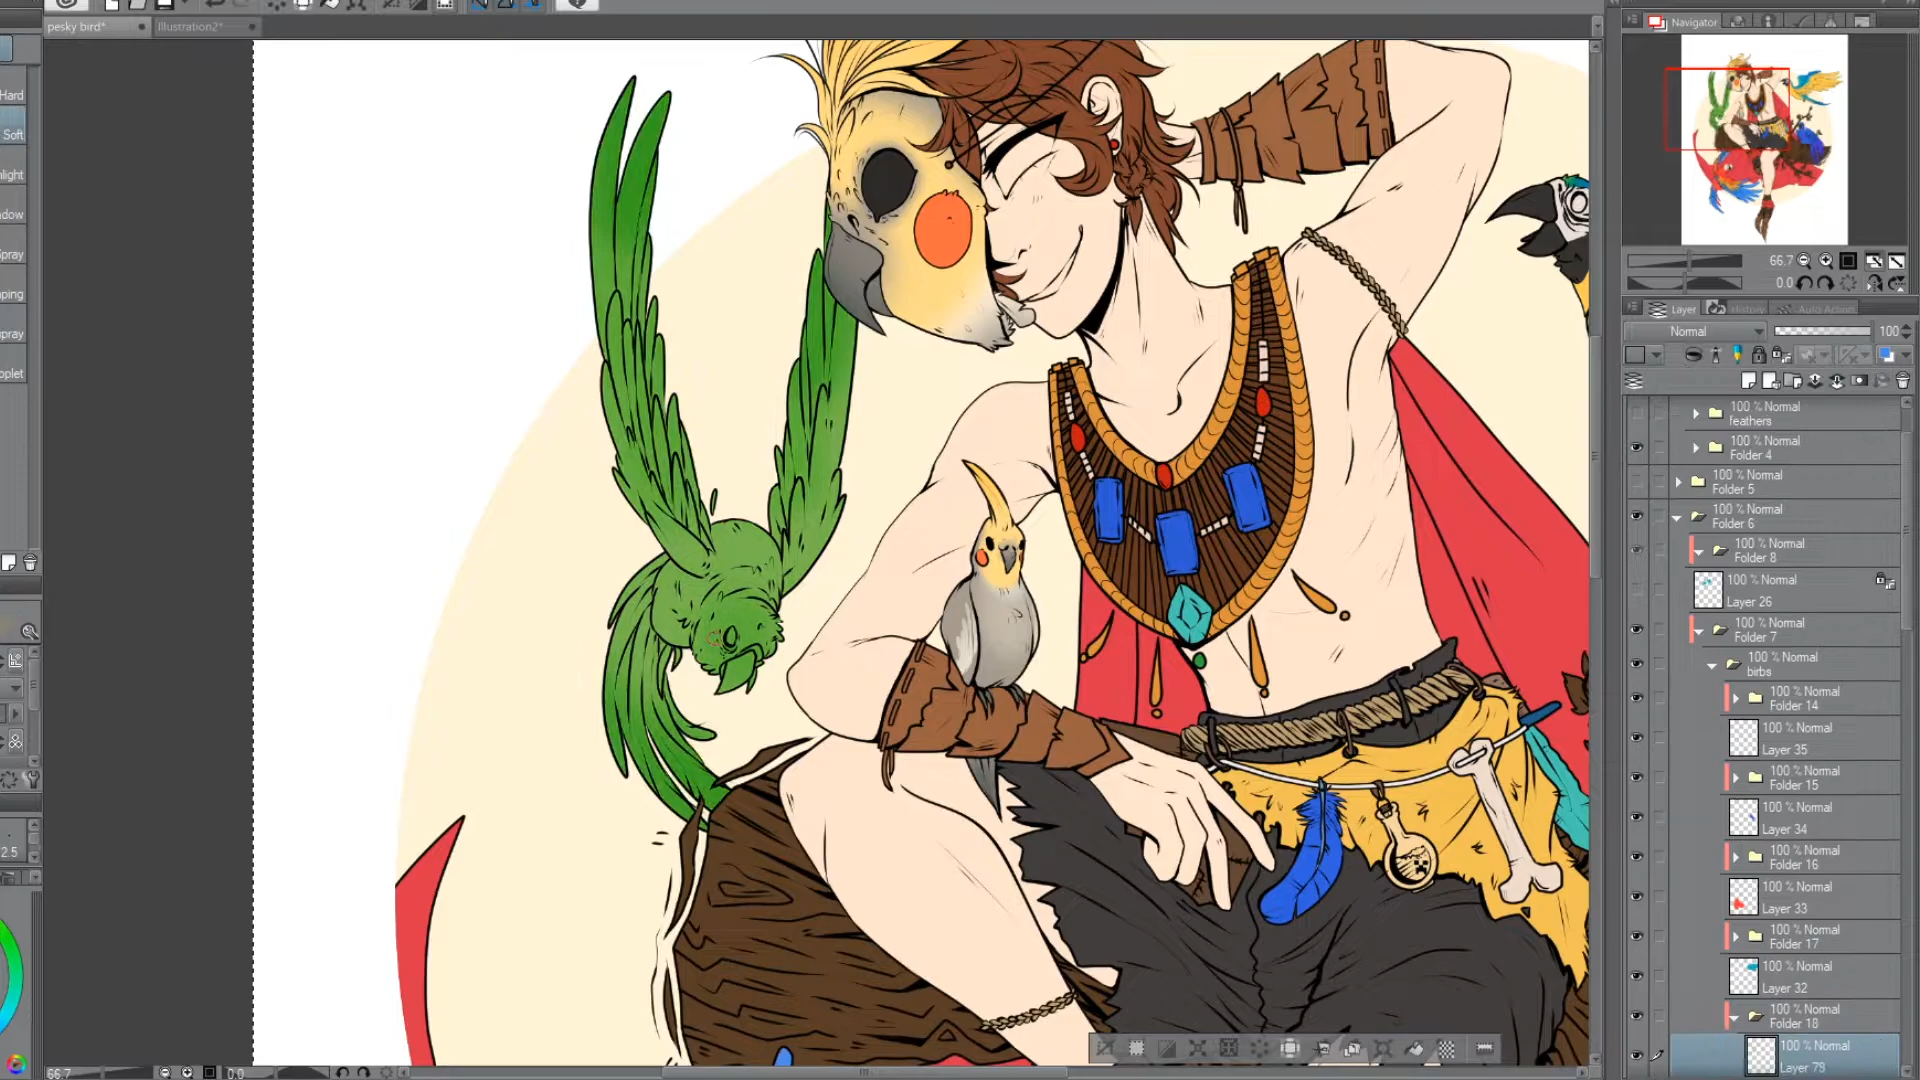 pesky bird*
Illustration2*
Hard
Soft
2.5
66.7
0.0
Navigator
66.7
0.0
Layer
History
Auto Action
Normal
100
100 % Normal
feathers
100 % Normal
Folder 4
100 % Normal
Folder 5
100 % Normal
Folder 6
100 % Normal
Folder 8
100 % Normal
Layer 26
100 % Normal
Folder 7
100 % Normal
birbs
100 % Normal
Folder 14
100 % Normal
Layer 35
100 % Normal
Folder 15
100 % Normal
Layer 34
100 % Normal
Folder 16
100 % Normal
Layer 33
100 % Normal
Folder 17
100 % Normal
Layer 32
100 % Normal
Folder 18
100 % Normal
Layer 79